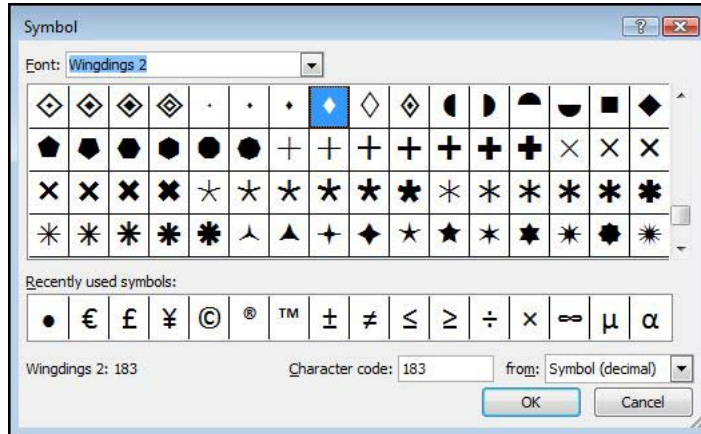 Symbol
Font: Wingdings 2
Recently used symbols:
● € £ ¥ © ® ™ ± ≠ ≤ ≥ ÷ × ∞ µ α
Wingdings 2: 183
Character code: 183
from: Symbol (decimal)
OK
Cancel